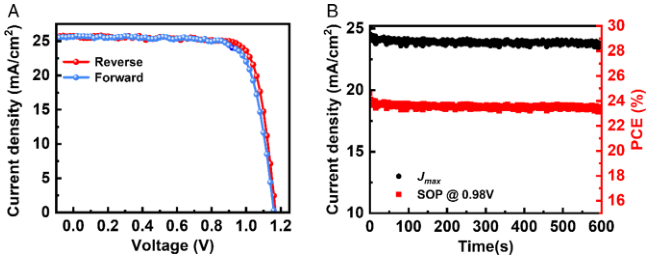 A
Current density (mA/cm²)
30
25
20
15
10
5
0
Reverse
Forward
0.0 0.2 0.4 0.6 0.8 1.0 1.2
Voltage (V)
B
Current density (mA/cm²)
25
20
15
10
J_max
SOP @ 0.98V
0 100 200 300 400 500 600
Time(s)
30
28
26
24
22
20
18
16
PCE (%)